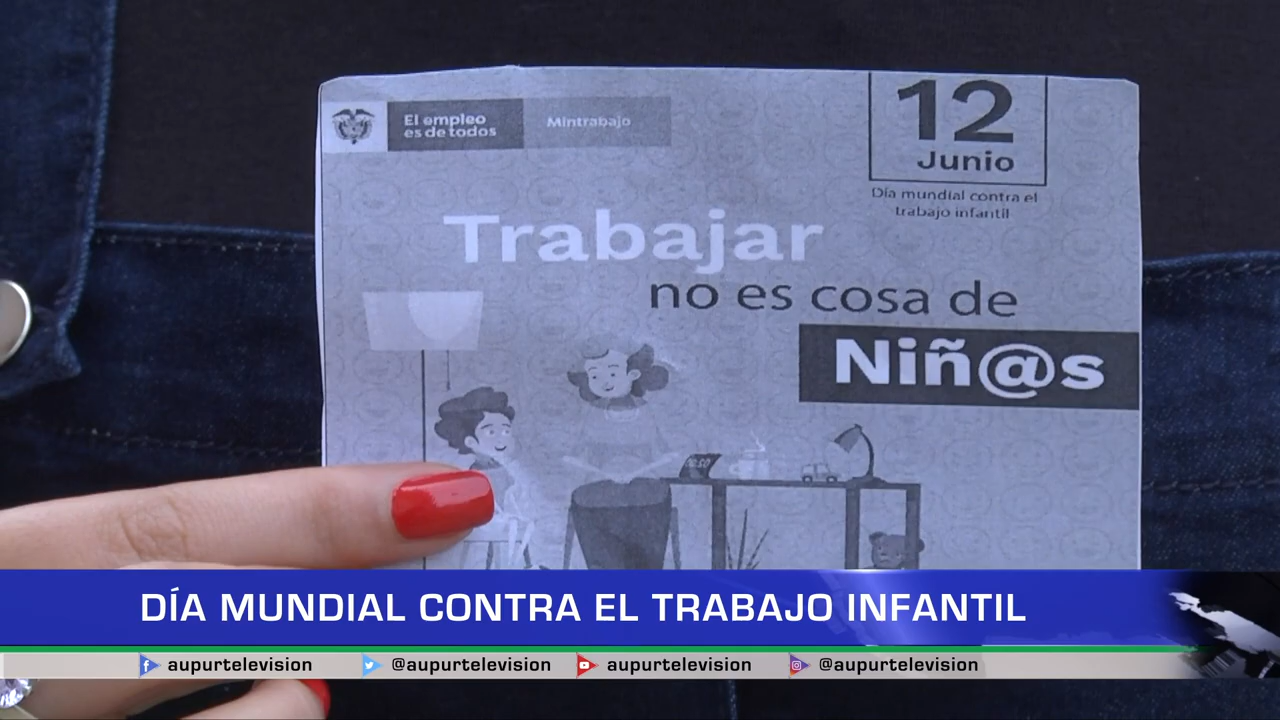 El empleo
es de todos
Mintrabajo
12
Junio
Día mundial contra el
trabajo infantil
Trabajar
no es cosa de
Niñ@s
DÍA MUNDIAL CONTRA EL TRABAJO INFANTIL
aupurtelevision
@aupurtelevision
aupurtelevision
@aupurtelevision